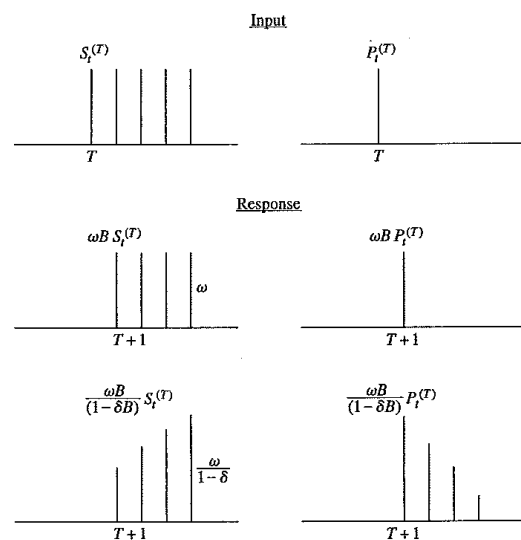 Input
S_t^(T)
P_t^(T)
T
T
Response
ωB S_t^(T)
ωB P_t^(T)
ω
T + 1
T + 1
ωB/(1−δB) S_t^(T)
ωB/(1−δB) P_t^(T)
ω/1−δ
T + 1
T + 1